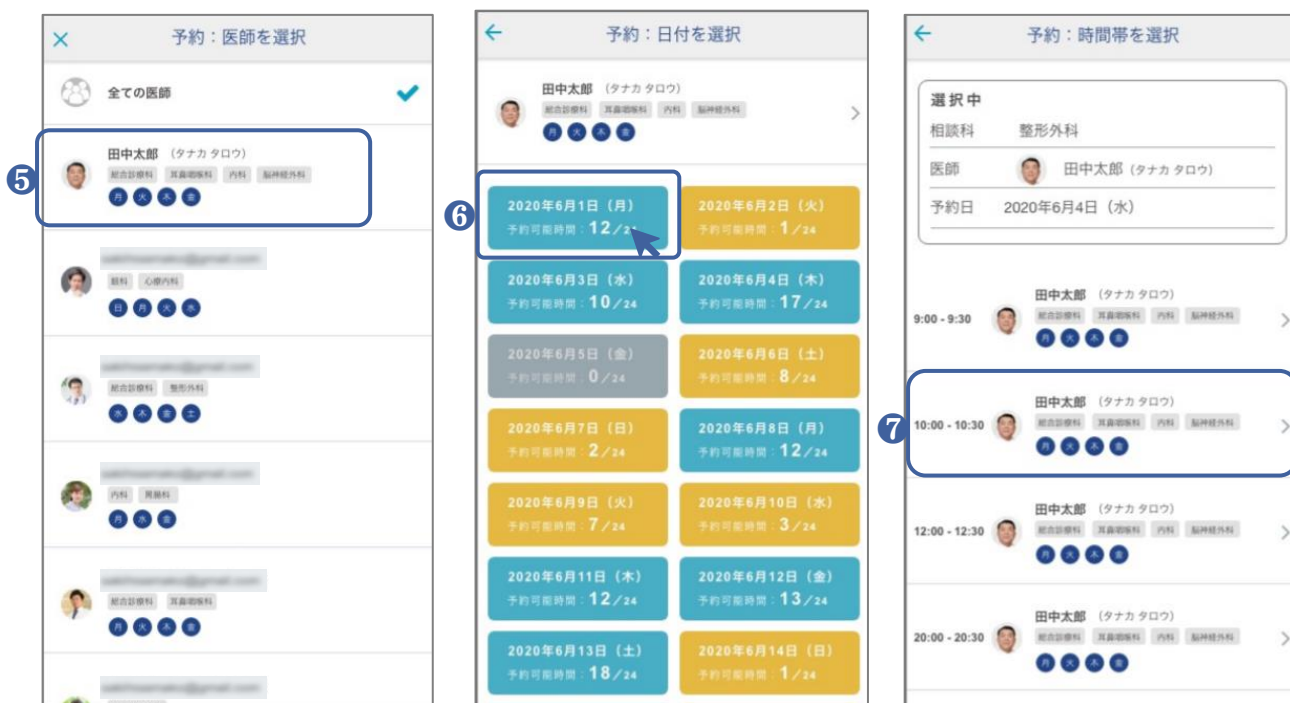 予約：医師を選択
全ての医師
❺
田中太郎 （タナカ タロウ）
総合診療科 耳鼻咽喉科 内科 脳神経外科
月 火 木 金
眼科 心療内科
日 月 火 水
総合診療科 整形外科
水 木 金 土
内科 胃腸科
月 水 金
総合診療科 耳鼻咽喉科
月 火 木 金
予約：日付を選択
田中太郎 （タナカ タロウ）
総合診療科 耳鼻咽喉科 内科 脳神経外科
月 火 木 金
❻
2020年6月1日（月）
予約可能時間：12／24
2020年6月2日（火）
予約可能時間：1／24
2020年6月3日（水）
予約可能時間：10／24
2020年6月4日（木）
予約可能時間：17／24
2020年6月5日（金）
予約可能時間：0／24
2020年6月6日（土）
予約可能時間：8／24
2020年6月7日（日）
予約可能時間：2／24
2020年6月8日（月）
予約可能時間：12／24
2020年6月9日（火）
予約可能時間：7／24
2020年6月10日（水）
予約可能時間：3／24
2020年6月11日（木）
予約可能時間：12／24
2020年6月12日（金）
予約可能時間：13／24
2020年6月13日（土）
予約可能時間：18／24
2020年6月14日（日）
予約可能時間：1／24
予約：時間帯を選択
選択中
相談科 整形外科
医師 田中太郎（タナカ タロウ）
予約日 2020年6月4日（水）
9:00 - 9:30
田中太郎 （タナカ タロウ）
総合診療科 耳鼻咽喉科 内科 脳神経外科
月 火 木 金
❼
10:00 - 10:30
田中太郎 （タナカ タロウ）
総合診療科 耳鼻咽喉科 内科 脳神経外科
月 火 木 金
12:00 - 12:30
田中太郎 （タナカ タロウ）
総合診療科 耳鼻咽喉科 内科 脳神経外科
月 火 木 金
20:00 - 20:30
田中太郎 （タナカ タロウ）
総合診療科 耳鼻咽喉科 内科 脳神経外科
月 火 木 金